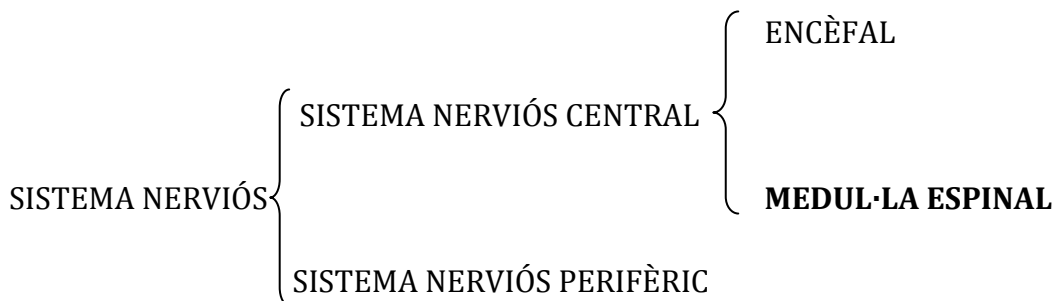 ENCÈFAL
SISTEMA NERVIÓS CENTRAL
SISTEMA NERVIÓS
MEDUL·LA ESPINAL
SISTEMA NERVIÓS PERIFÈRIC